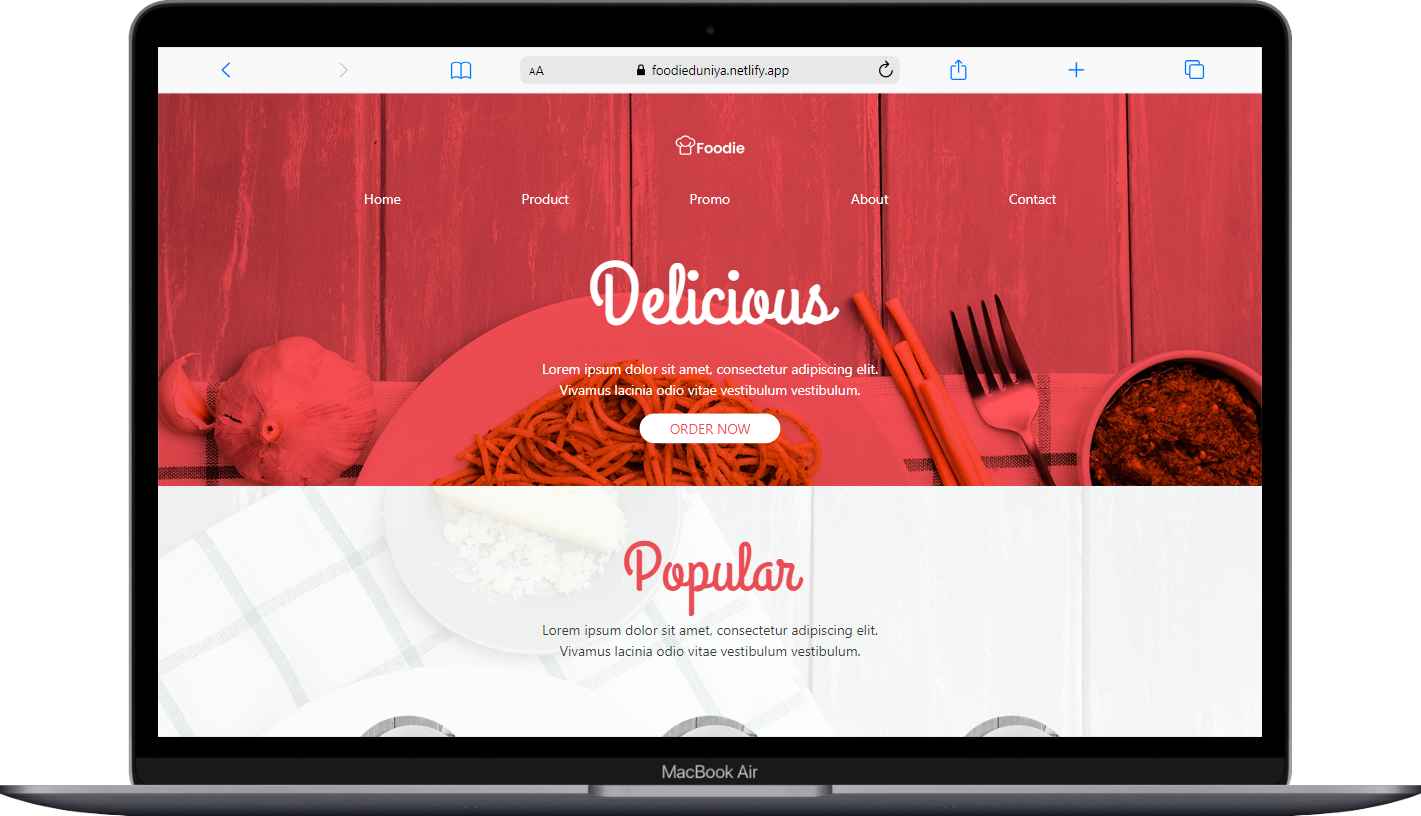 AA foodieduniya.netlify.app
Foodie
Home Product Promo About Contact
Delicious
Lorem ipsum dolor sit amet, consectetur adipiscing elit.
Vivamus lacinia odio vitae vestibulum vestibulum.
ORDER NOW
Popular
Lorem ipsum dolor sit amet, consectetur adipiscing elit.
Vivamus lacinia odio vitae vestibulum vestibulum.
MacBook Air